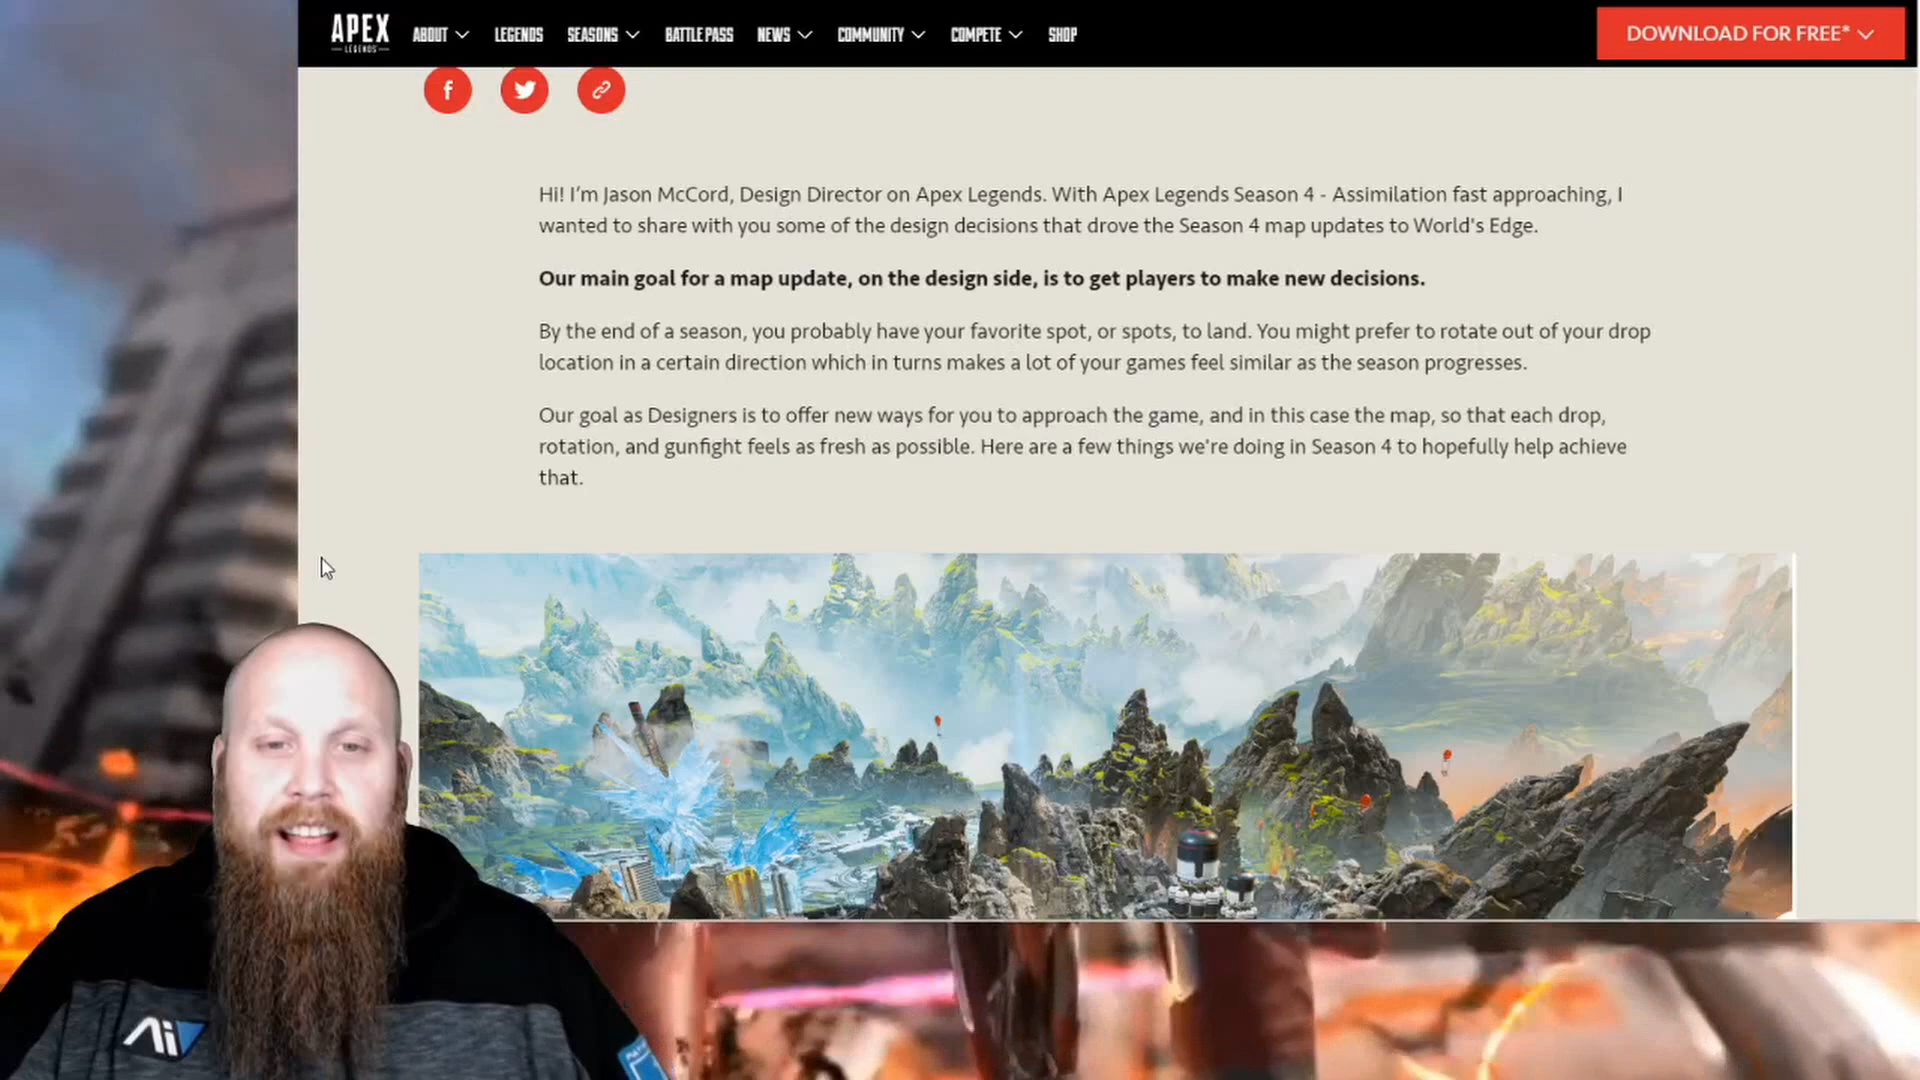 APEX
LEGENDS
ABOUT LEGENDS SEASONS BATTLE PASS NEWS COMMUNITY COMPETE SHOP
DOWNLOAD FOR FREE*
Hi! I'm Jason McCord, Design Director on Apex Legends. With Apex Legends Season 4 - Assimilation fast approaching, I
wanted to share with you some of the design decisions that drove the Season 4 map updates to World's Edge.
Our main goal for a map update, on the design side, is to get players to make new decisions.
By the end of a season, you probably have your favorite spot, or spots, to land. You might prefer to rotate out of your drop
location in a certain direction which in turns makes a lot of your games feel similar as the season progresses.
Our goal as Designers is to offer new ways for you to approach the game, and in this case the map, so that each drop,
rotation, and gunfight feels as fresh as possible. Here are a few things we're doing in Season 4 to hopefully help achieve
that.